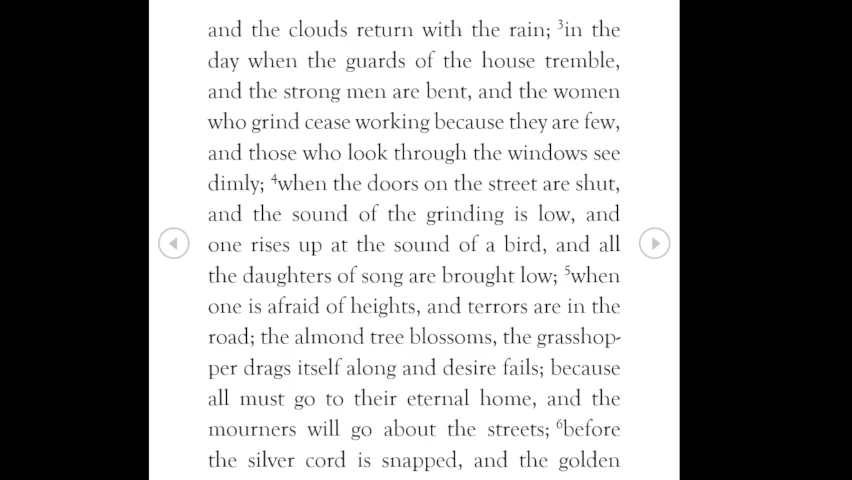 and the clouds return with the rain; ³in the
day when the guards of the house tremble,
and the strong men are bent, and the women
who grind cease working because they are few,
and those who look through the windows see
dimly; ⁴when the doors on the street are shut,
and the sound of the grinding is low, and
one rises up at the sound of a bird, and all
the daughters of song are brought low; ⁵when
one is afraid of heights, and terrors are in the
road; the almond tree blossoms, the grasshop-
per drags itself along and desire fails; because
all must go to their eternal home, and the
mourners will go about the streets; ⁶before
the silver cord is snapped, and the golden